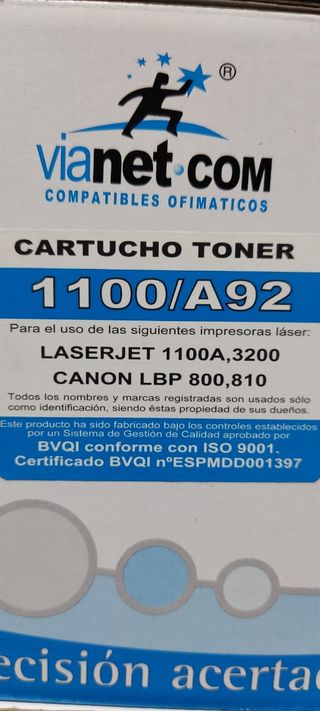 ®
vianet.COM
COMPATIBLES OFIMATICOS
CARTUCHO TONER
1100/A92
Para el uso de las siguientes impresoras láser:
LASERJET 1100A,3200
CANON LBP 800,810
Todos los nombres y marcas registradas son usados sólo
como identificación, siendo éstas propiedad de sus dueños.
Este producto ha sido fabricado bajo los controles establecidos
por un Sistema de Gestión de Calidad aprobado por
BVQI conforme con ISO 9001.
Certificado BVQI nºESPMDD001397
ecisión acertad